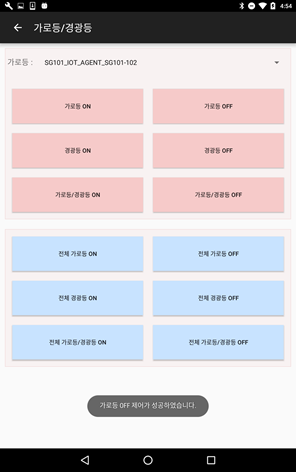 4:54
가로등/경광등
가로등 : SG101_IOT_AGENT_SG101-102
가로등 ON 가로등 OFF
경광등 ON 경광등 OFF
가로등/경광등 ON 가로등/경광등 OFF
전체 가로등 ON 전체 가로등 OFF
전체 경광등 ON 전체 경광등 OFF
전체 가로등/경광등 ON 전체 가로등/경광등 OFF
가로등 OFF 제어가 성공하였습니다.